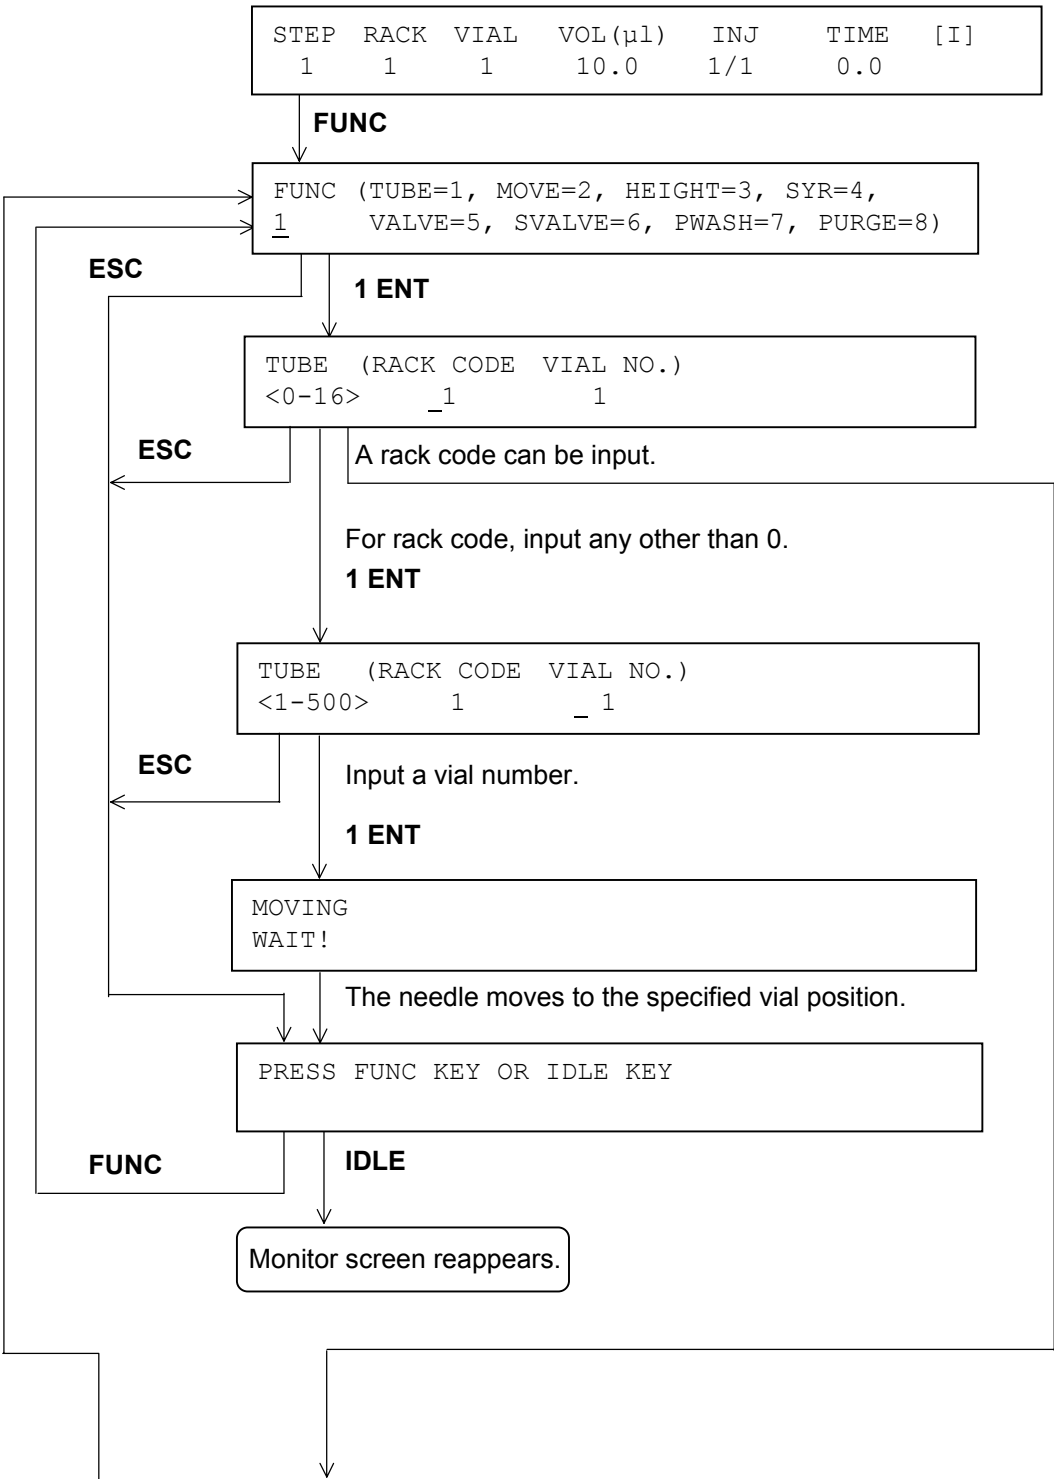 STEP RACK VIAL VOL(µl) INJ TIME [I]
1 1 1 10.0 1/1 0.0
FUNC
FUNC (TUBE=1, MOVE=2, HEIGHT=3, SYR=4,
1 VALVE=5, SVALVE=6, PWASH=7, PURGE=8)
ESC
1 ENT
TUBE (RACK CODE VIAL NO.)
<0-16> _1 1
ESC
A rack code can be input.
For rack code, input any other than 0.
1 ENT
TUBE (RACK CODE VIAL NO.)
<1-500> 1 _ 1
ESC
Input a vial number.
1 ENT
MOVING
WAIT!
The needle moves to the specified vial position.
PRESS FUNC KEY OR IDLE KEY
FUNC
IDLE
Monitor screen reappears.